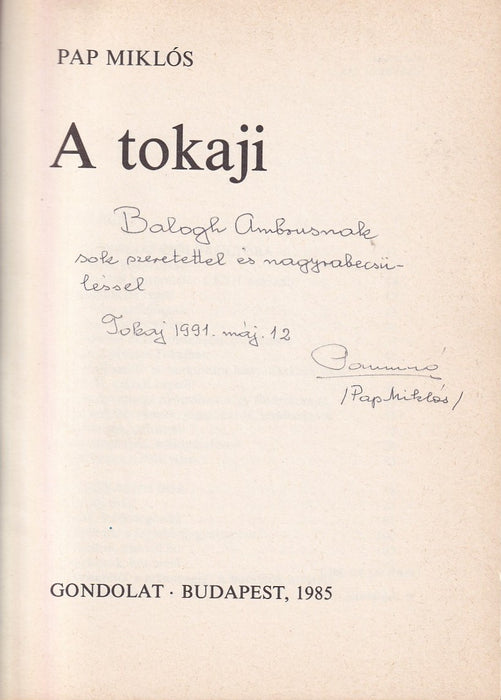 PAP MIKLÓS
A tokaji
Balogh Ambrusnak
sok szeretettel és nagyrabecsü-
léssel
Tokaj 1991. máj. 12
/Pap Miklós/
GONDOLAT · BUDAPEST, 1985